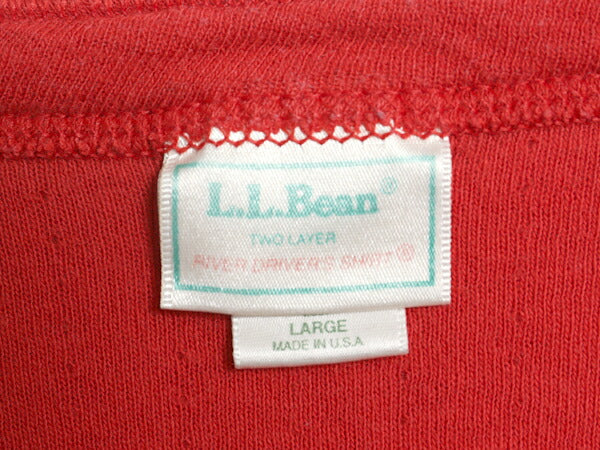 L.L.Bean®
TWO LAYER
RIVER DRIVER'S SHIRT®
LARGE
MADE IN U.S.A.